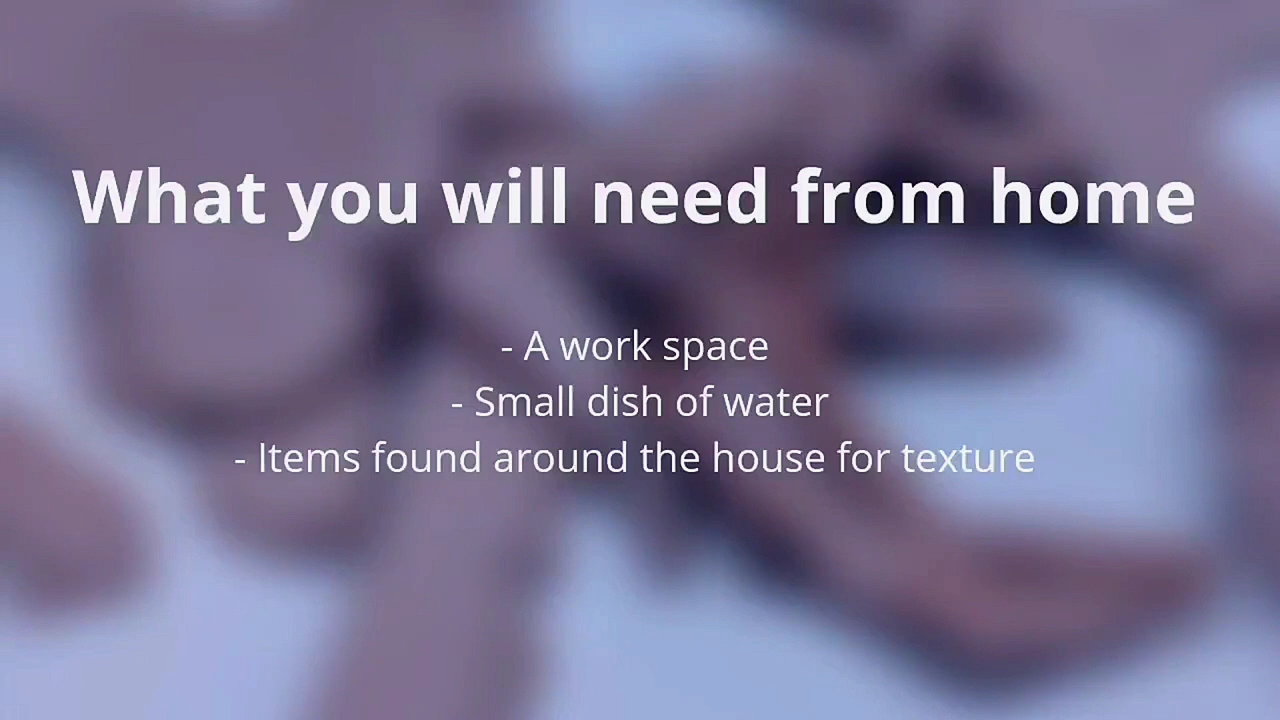 What you will need from home
- A work space
- Small dish of water
- Items found around the house for texture